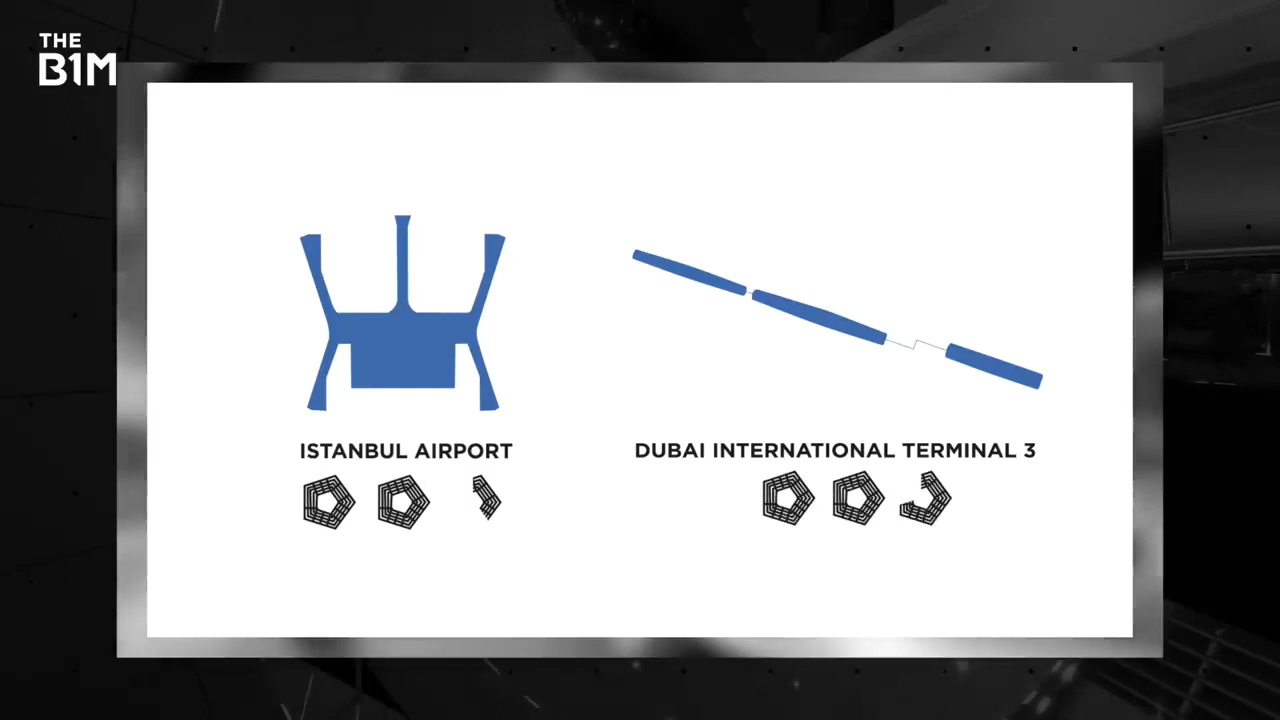 THE
B1M
ISTANBUL AIRPORT
DUBAI INTERNATIONAL TERMINAL 3